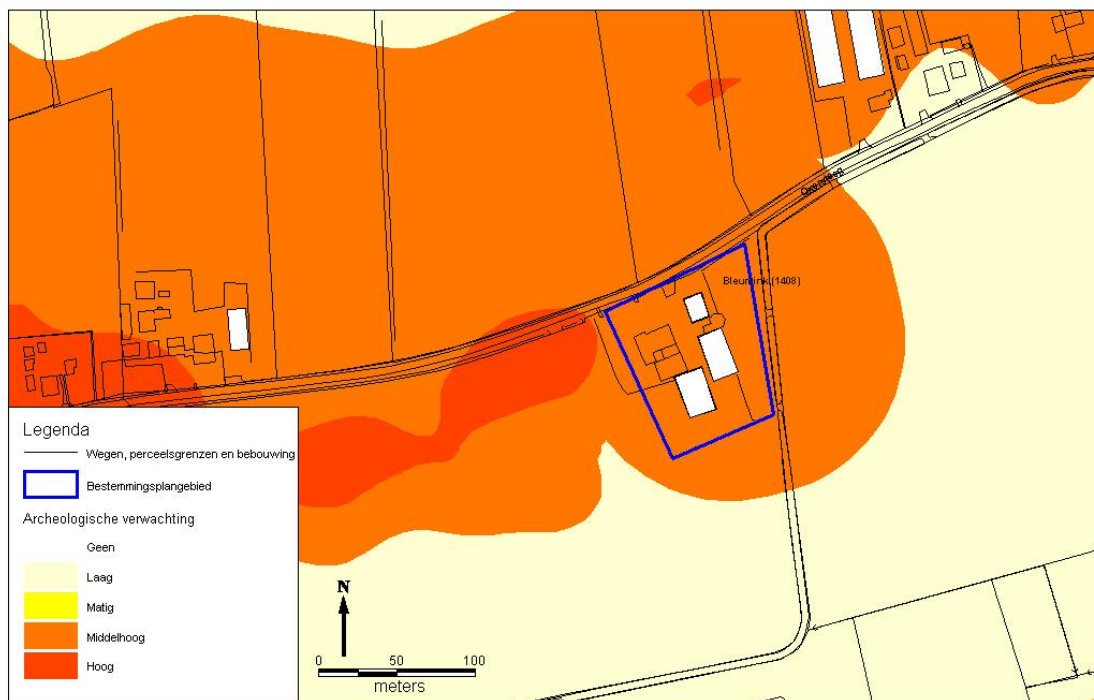 Bleumink (1408)
Legenda
Wegen, perceelsgrenzen en bebouwing
Bestemmingsplangebied
Archeologische verwachting
Geen
Laag
Matig
Middelhoog
Hoog
N
0 50 100
meters